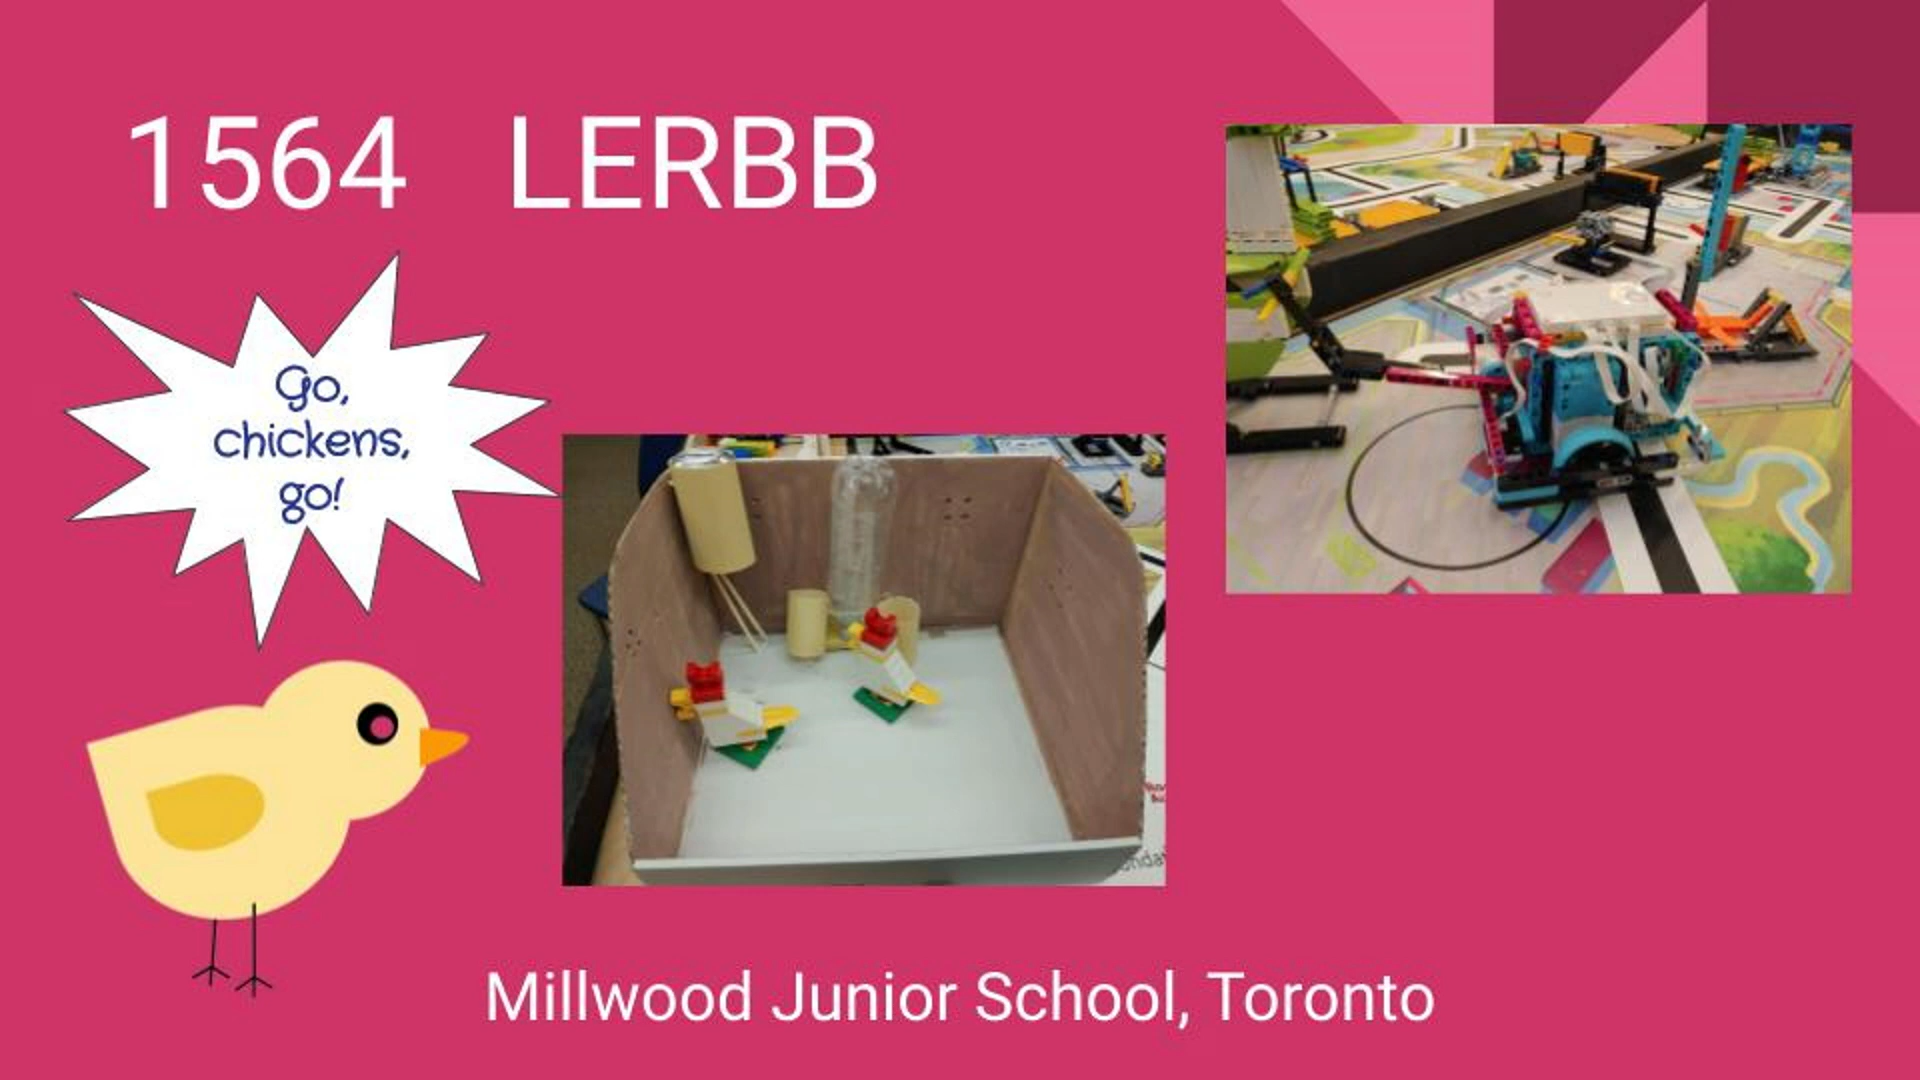 1564 LERBB
Go,
chickens,
go!
Millwood Junior School, Toronto